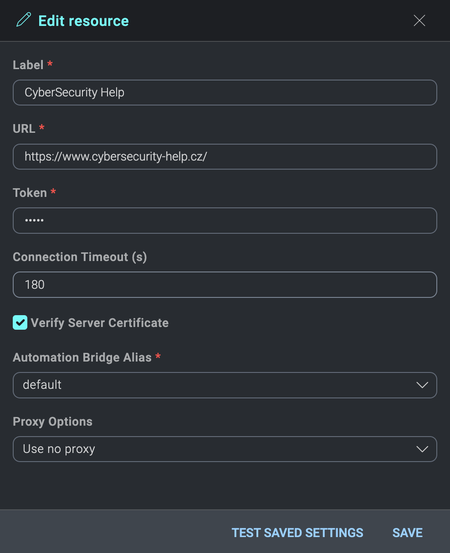 Edit resource
Label *
CyberSecurity Help
URL *
https://www.cybersecurity-help.cz/
Token *
•••••
Connection Timeout (s)
180
Verify Server Certificate
Automation Bridge Alias *
default
Proxy Options
Use no proxy
TEST SAVED SETTINGS SAVE